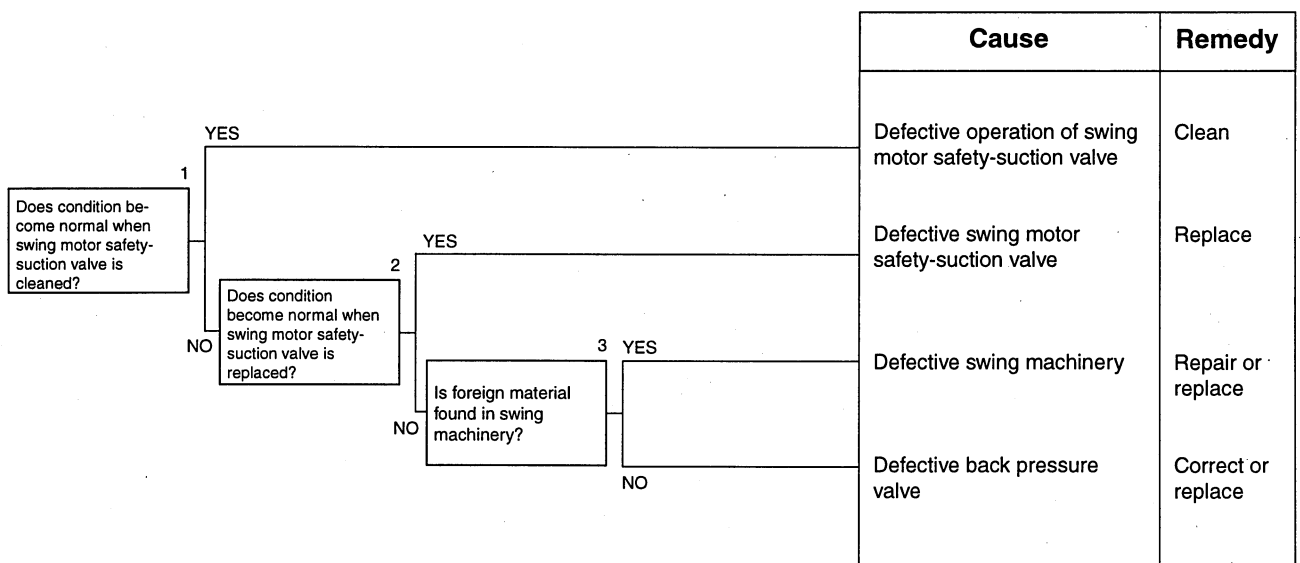 Cause
Remedy
YES
Defective operation of swing
motor safety-suction valve
Clean
1
Does condition be-
come normal when
swing motor safety-
suction valve is
cleaned?
YES
Defective swing motor
safety-suction valve
Replace
2
NO
Does condition
become normal when
swing motor safety-
suction valve is
replaced?
3
YES
Defective swing machinery
Repair or
replace
NO
Is foreign material
found in swing
machinery?
NO
Defective back pressure
valve
Correct or
replace